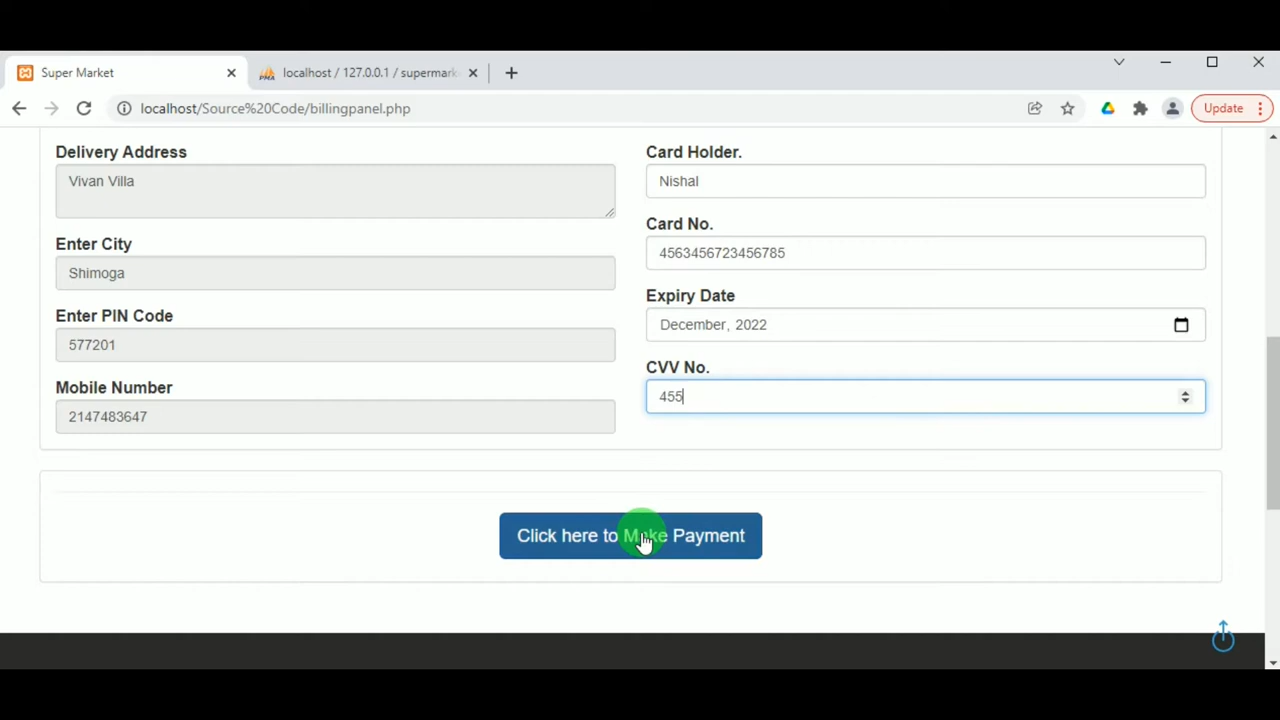 Super Market
localhost / 127.0.0.1 / supermark
localhost/Source%20Code/billingpanel.php
Update
Delivery Address
Vivan Villa
Enter City
Shimoga
Enter PIN Code
577201
Mobile Number
2147483647
Card Holder.
Nishal
Card No.
4563456723456785
Expiry Date
December, 2022
CVV No.
455
Click here to Make Payment